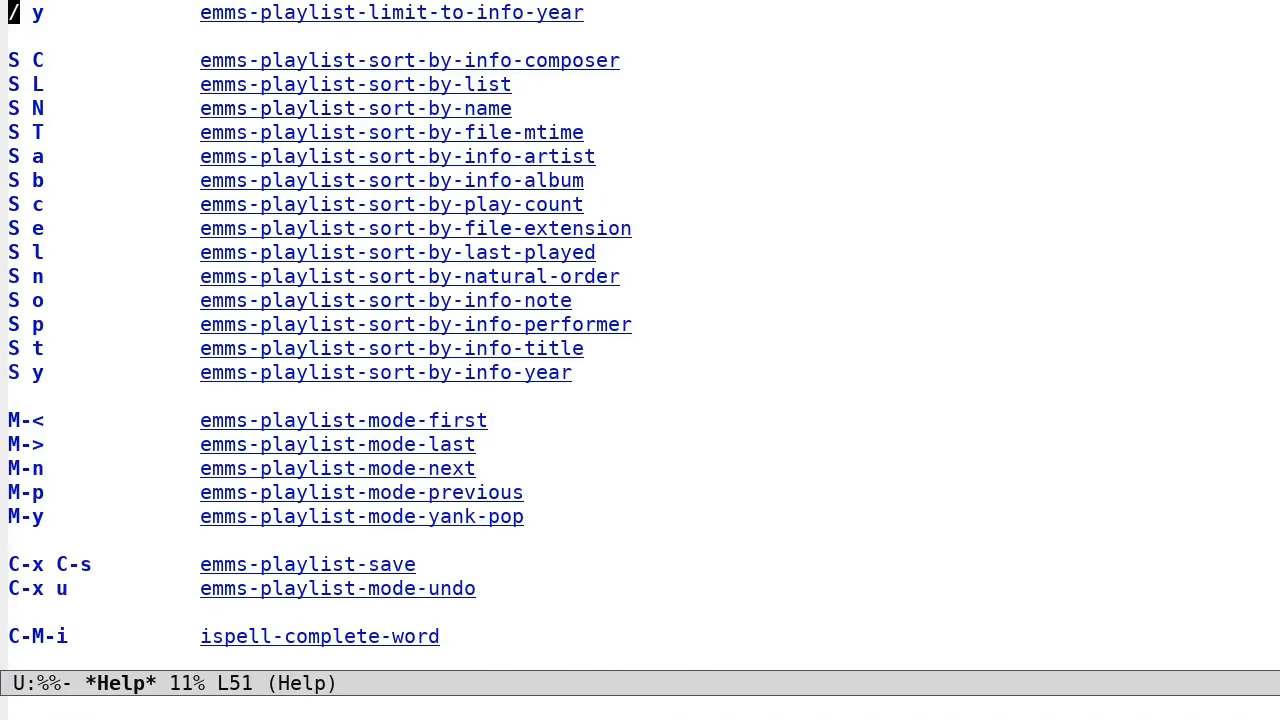 / y emms-playlist-limit-to-info-year
S C emms-playlist-sort-by-info-composer
S L emms-playlist-sort-by-list
S N emms-playlist-sort-by-name
S T emms-playlist-sort-by-file-mtime
S a emms-playlist-sort-by-info-artist
S b emms-playlist-sort-by-info-album
S c emms-playlist-sort-by-play-count
S e emms-playlist-sort-by-file-extension
S l emms-playlist-sort-by-last-played
S n emms-playlist-sort-by-natural-order
S o emms-playlist-sort-by-info-note
S p emms-playlist-sort-by-info-performer
S t emms-playlist-sort-by-info-title
S y emms-playlist-sort-by-info-year
M-< emms-playlist-mode-first
M-> emms-playlist-mode-last
M-n emms-playlist-mode-next
M-p emms-playlist-mode-previous
M-y emms-playlist-mode-yank-pop
C-x C-s emms-playlist-save
C-x u emms-playlist-mode-undo
C-M-i ispell-complete-word
U:%%- *Help* 11% L51 (Help)